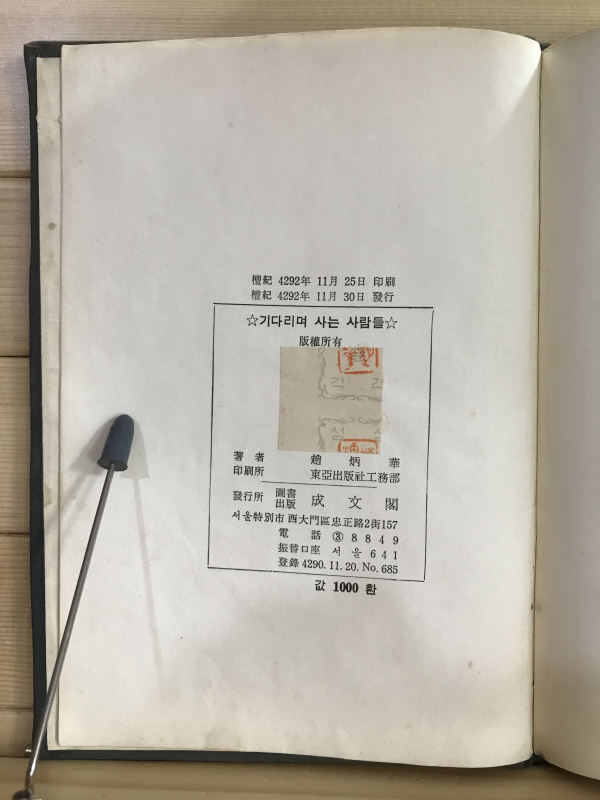 檀紀 4292年 11月 25日 印刷
檀紀 4292年 11月 30日 發行
☆기다리며 사는 사람들☆
版權所有
著者 趙炳華
印刷所 東亞出版社工務部
發行所 圖書出版 成文閣
서울特別市 西大門區忠正路2街157
電話 ③8849
振替口座 서울641
登錄 4290.11.20. No.685
값 1000 환